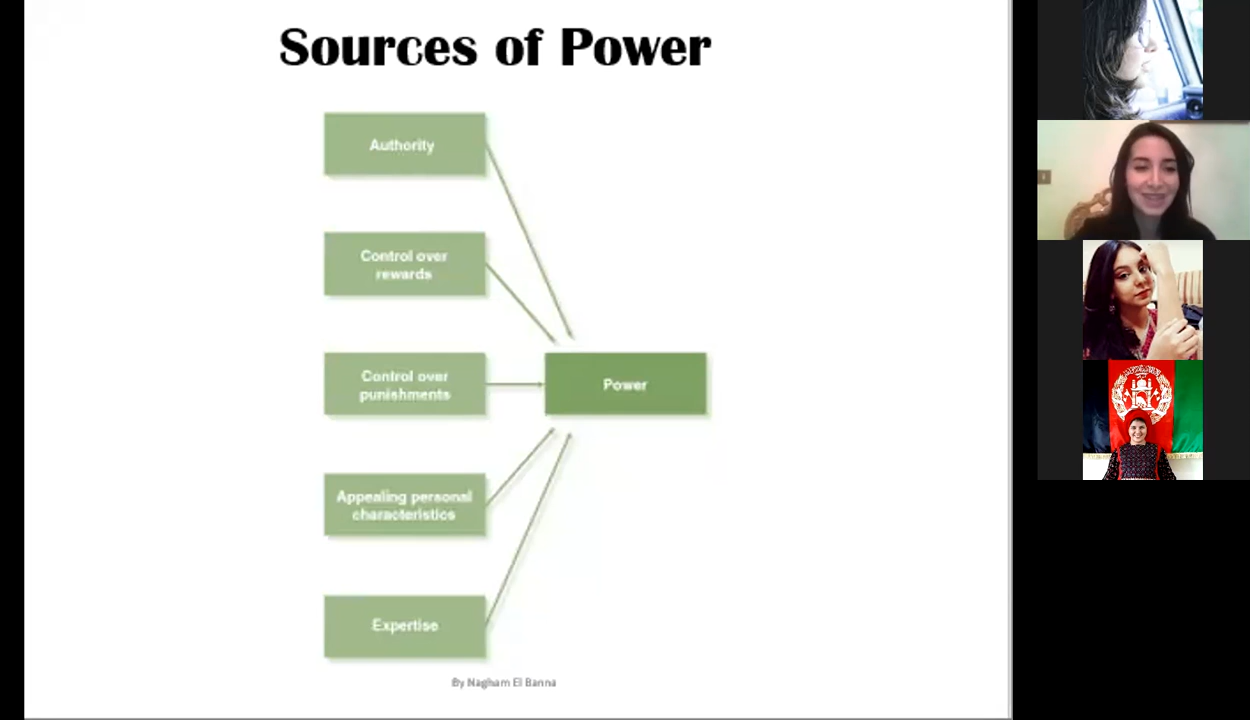 Sources of Power
Authority
Control over
rewards
Control over
punishments
Power
Appealing personal
characteristics
Expertise
By Nagham El Banna